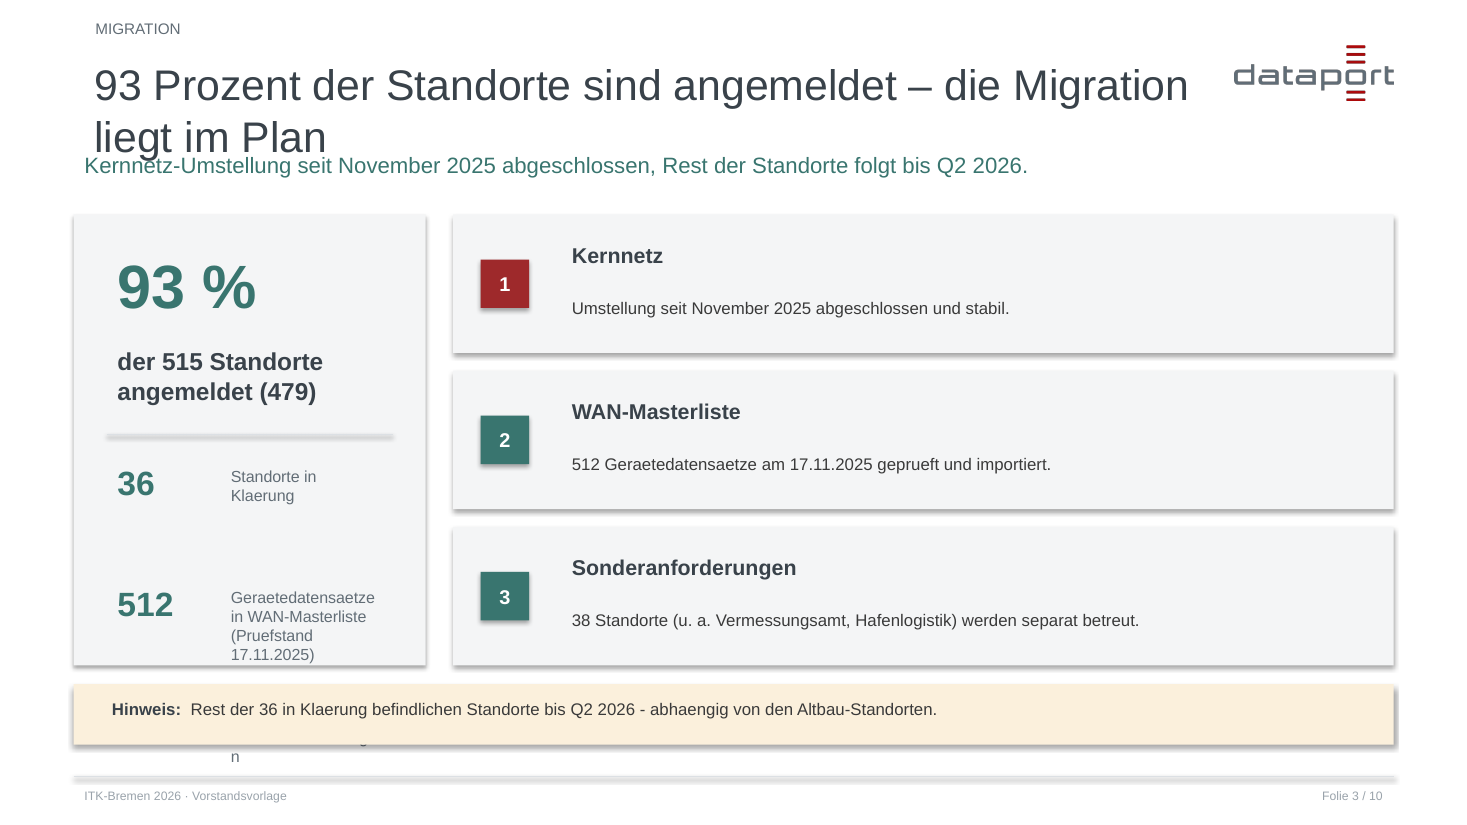 MIGRATION
dataport
93 Prozent der Standorte sind angemeldet – die Migration
liegt im Plan
Kernnetz-Umstellung seit November 2025 abgeschlossen, Rest der Standorte folgt bis Q2 2026.
93 %
der 515 Standorte
angemeldet (479)
36
Standorte in
Klaerung
512
Geraetedatensaetze
in WAN-Masterliste
(Pruefstand
17.11.2025)
n
1
Kernnetz
Umstellung seit November 2025 abgeschlossen und stabil.
2
WAN-Masterliste
512 Geraetedatensaetze am 17.11.2025 geprueft und importiert.
3
Sonderanforderungen
38 Standorte (u. a. Vermessungsamt, Hafenlogistik) werden separat betreut.
Hinweis: Rest der 36 in Klaerung befindlichen Standorte bis Q2 2026 - abhaengig von den Altbau-Standorten.
ITK-Bremen 2026 · Vorstandsvorlage
Folie 3 / 10